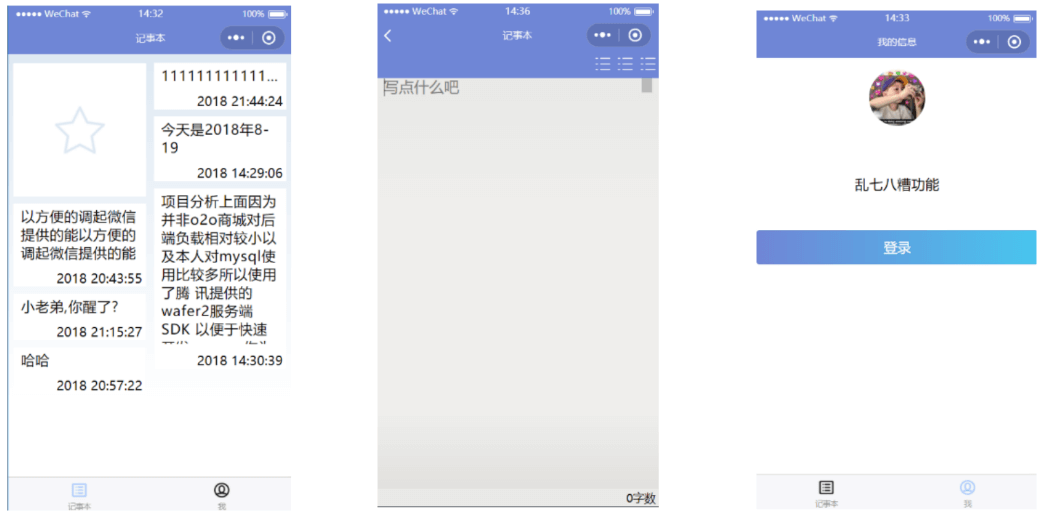 WeChat 14:32 100%
记事本
111111111111...
2018 21:44:24
今天是2018年8-
19
2018 14:29:06
以方便的调起微信
提供的能以方便的
调起微信提供的能
2018 20:43:55
小老弟,你醒了?
2018 21:15:27
哈哈
2018 20:57:22
项目分析上面因为
并非o2o商城对后
端负载相对较小以
及本人对mysql使
用比较多所以使用
了腾 讯提供的
wafer2服务端
SDK 以便于快速
2018 14:30:39
记事本
我
WeChat 14:36 100%
记事本
写点什么吧
0字数
WeChat 14:33 100%
我的信息
乱七八糟功能
登录
记事本
我